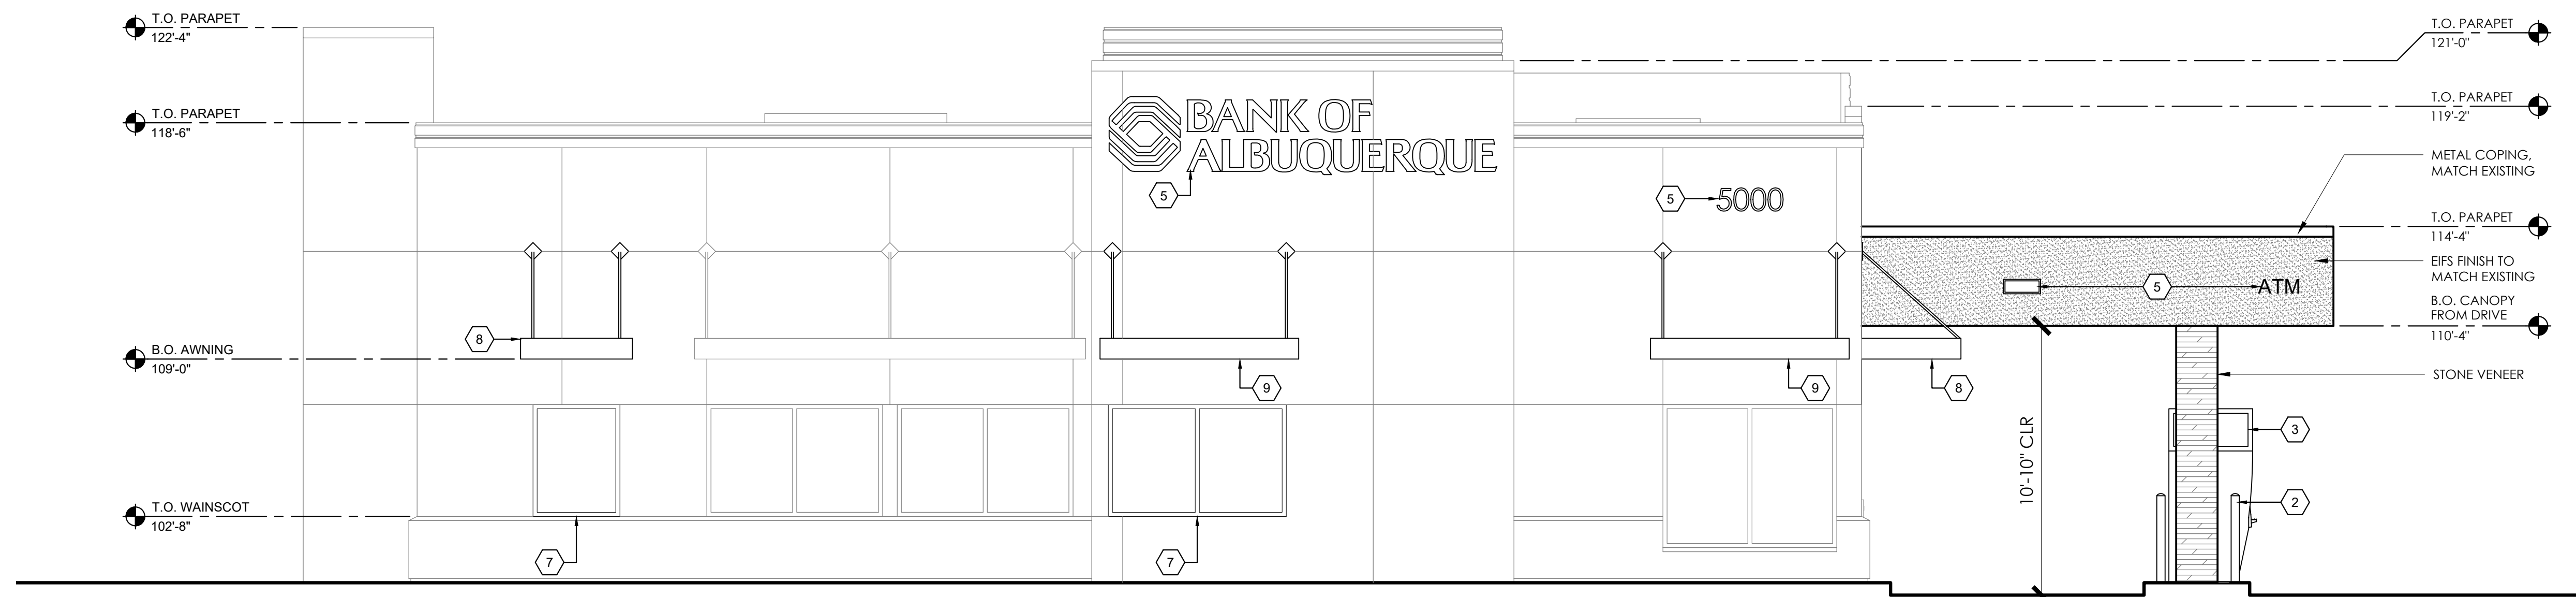 T.O. PARAPET
122'-4"
T.O. PARAPET
118'-6"
B.O. AWNING
109'-0"
T.O. WAINSCOT
102'-8"
BANK OF
ALBUQUERQUE
5
5
5000
8
9
9
8
7
7
5
ATM
10'-10" CLR
3
2
T.O. PARAPET
121'-0"
T.O. PARAPET
119'-2"
METAL COPING,
MATCH EXISTING
T.O. PARAPET
114'-4"
EIFS FINISH TO
MATCH EXISTING
B.O. CANOPY
FROM DRIVE
110'-4"
STONE VENEER